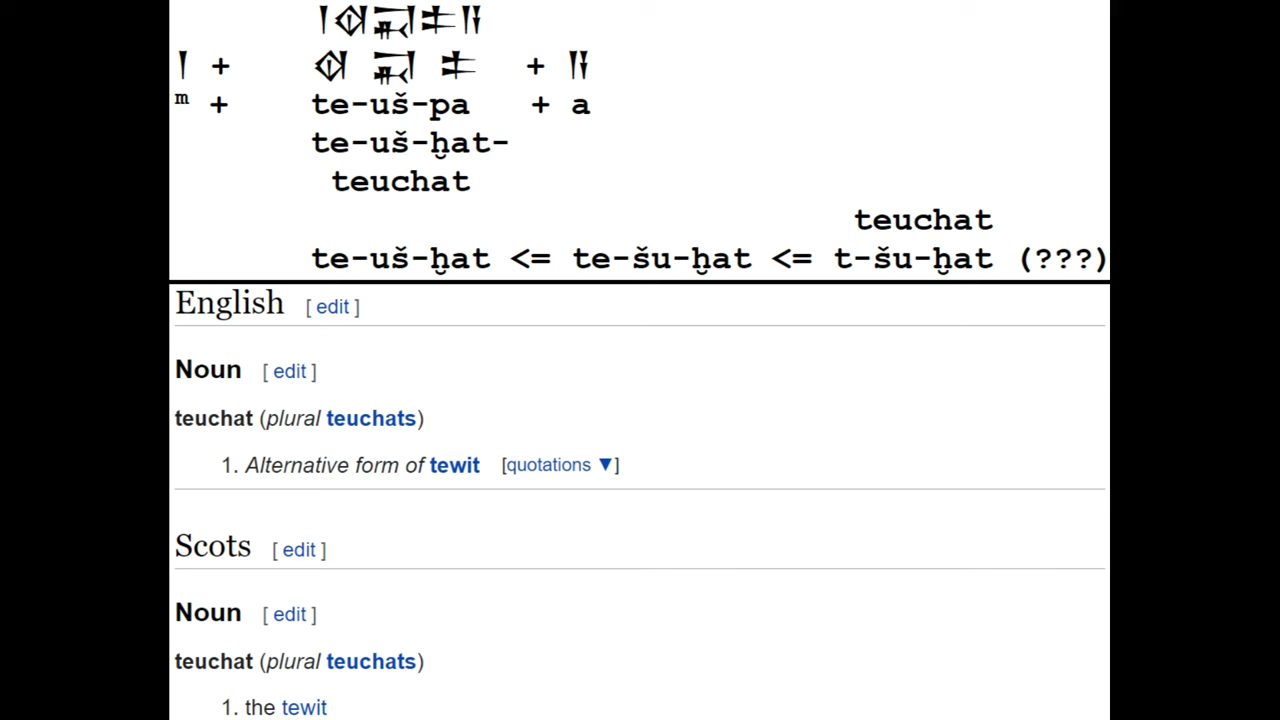 𒁹𒋼𒍑𒉺𒀀
𒁹 + 𒋼 𒍑 𒉺 + 𒀀
ᵐ + te-uš-pa + a
te-uš-ḫat-
teuchat
teuchat
te-uš-ḫat <= te-šu-ḫat <= t-šu-ḫat (???)
English [ edit ]
Noun [ edit ]
teuchat (plural teuchats)
1. Alternative form of tewit [quotations ▼]
Scots [ edit ]
Noun [ edit ]
teuchat (plural teuchats)
1. the tewit